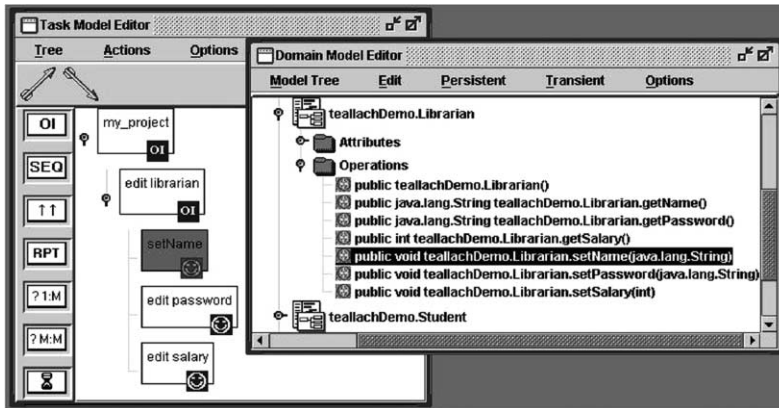 Task Model Editor
Tree Actions Options
OI
SEQ
↑↑
RPT
?1:M
?M:M
my_project
OI
edit librarian
OI
setName
edit password
edit salary
Domain Model Editor
Model Tree Edit Persistent Transient Options
teallachDemo.Librarian
Attributes
Operations
public teallachDemo.Librarian()
public java.lang.String teallachDemo.Librarian.getName()
public java.lang.String teallachDemo.Librarian.getPassword()
public int teallachDemo.Librarian.getSalary()
public void teallachDemo.Librarian.setName(java.lang.String)
public void teallachDemo.Librarian.setPassword(java.lang.String)
public void teallachDemo.Librarian.setSalary(int)
teallachDemo.Student